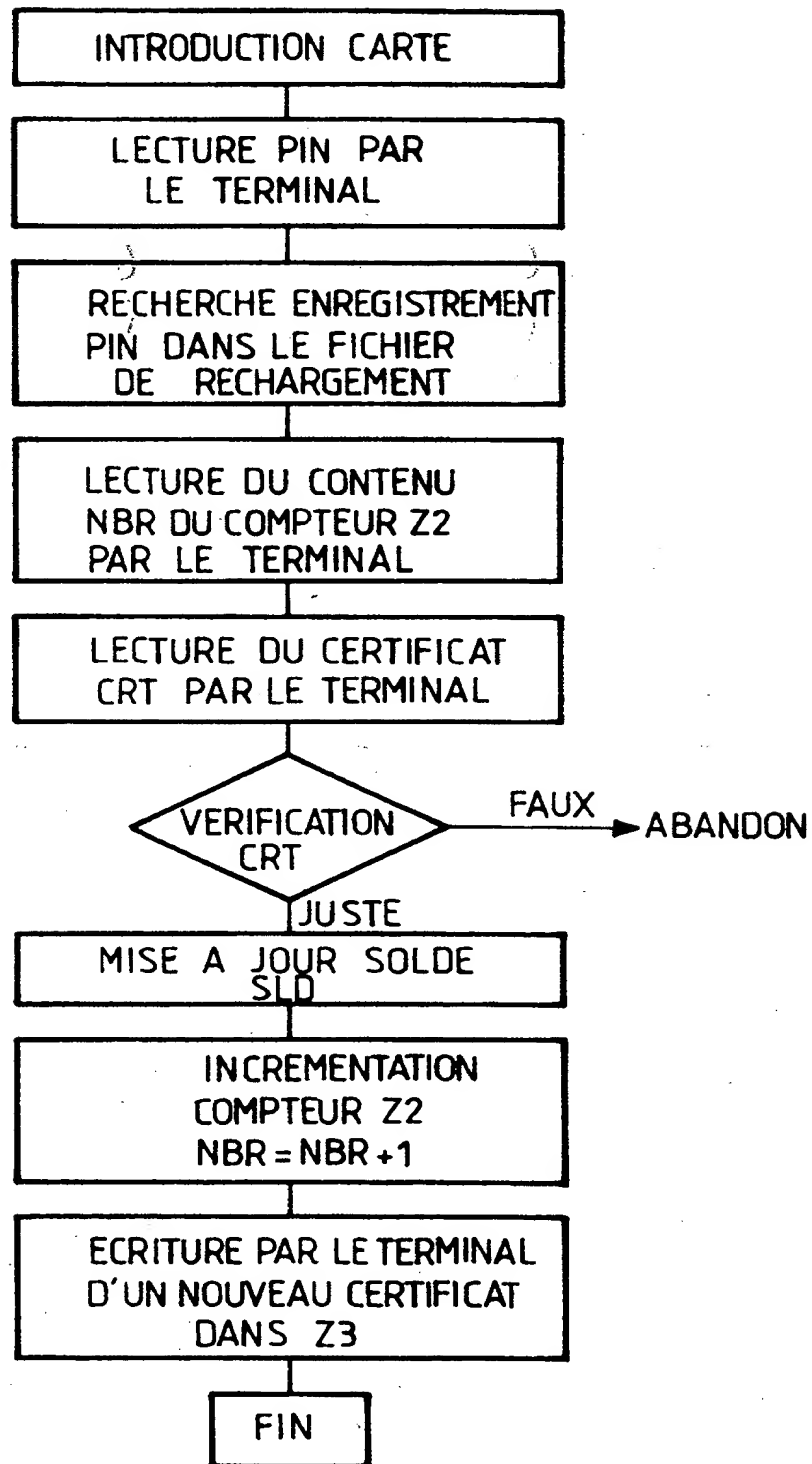 INTRODUCTION CARTE
LECTURE PIN PAR
LE TERMINAL
RECHERCHE ENREGISTREMENT
PIN DANS LE FICHIER
DE RECHARGEMENT
LECTURE DU CONTENU
NBR DU COMPTEUR Z2
PAR LE TERMINAL
LECTURE DU CERTIFICAT
CRT PAR LE TERMINAL
VERIFICATION
CRT
FAUX
ABANDON
JUSTE
MISE A JOUR SOLDE
SLD
INCREMENTATION
COMPTEUR Z2
NBR = NBR +1
ECRITURE PAR LE TERMINAL
D'UN NOUVEAU CERTIFICAT
DANS Z3
FIN